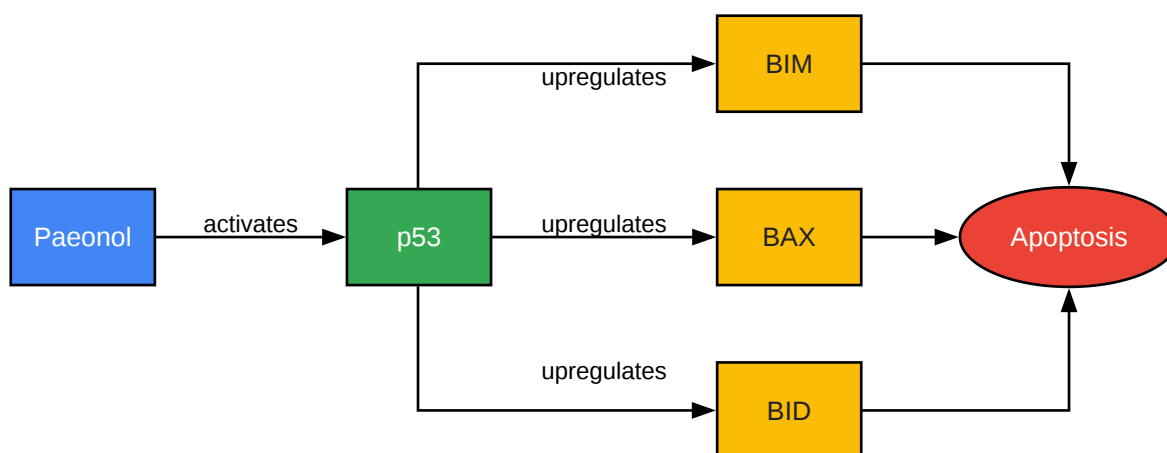 BIM
upregulates
Paeonol
activates
p53
upregulates
BAX
Apoptosis
upregulates
BID